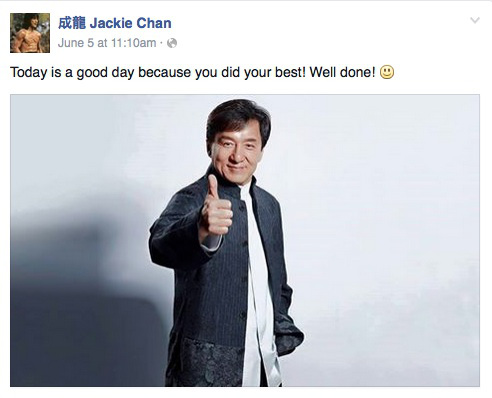 成龍 Jackie Chan
June 5 at 11:10am ·
Today is a good day because you did your best! Well done!